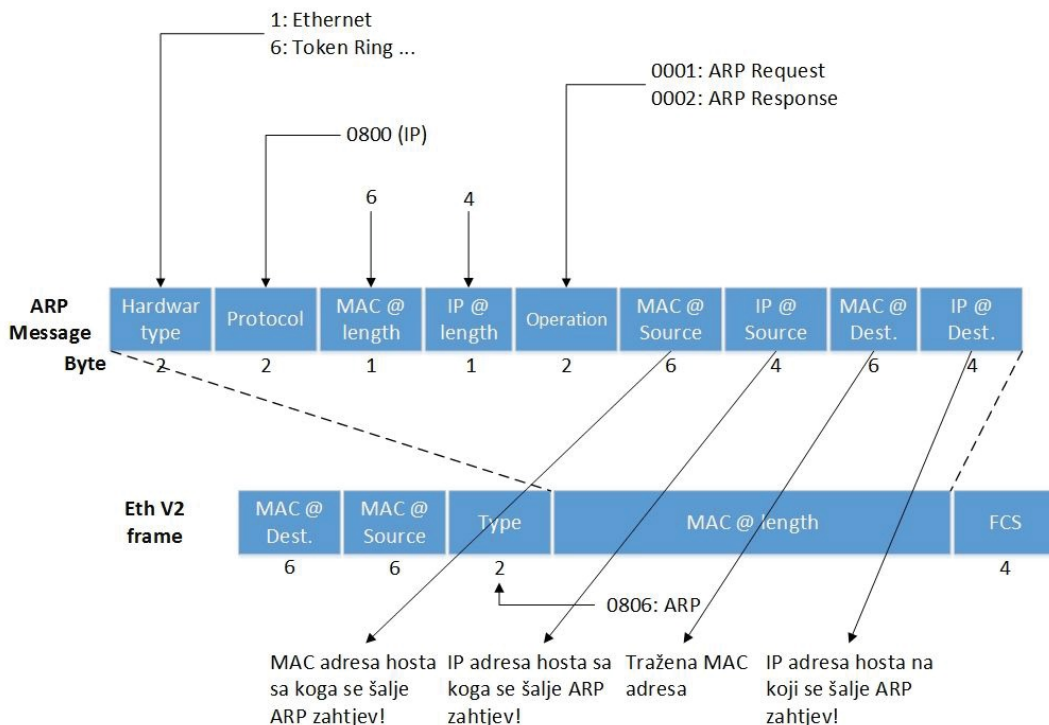 1: Ethernet
6: Token Ring ...
0001: ARP Request
0002: ARP Response
0800 (IP)
6
4
ARP
Message
Hardwar
type
Protocol
MAC @
length
IP @
length
Operation
MAC @
Source
IP @
Source
MAC @
Dest.
IP @
Dest.
Byte
2
2
1
1
2
6
4
6
4
Eth V2
frame
MAC @
Dest.
MAC @
Source
Type
MAC @ length
FCS
6
6
2
4
0806: ARP
MAC adresa hosta
sa koga se šalje
ARP zahtjev!
IP adresa hosta sa
koga se šalje ARP
zahtjev!
Tražena MAC
adresa
IP adresa hosta na
koji se šalje ARP
zahtjev!